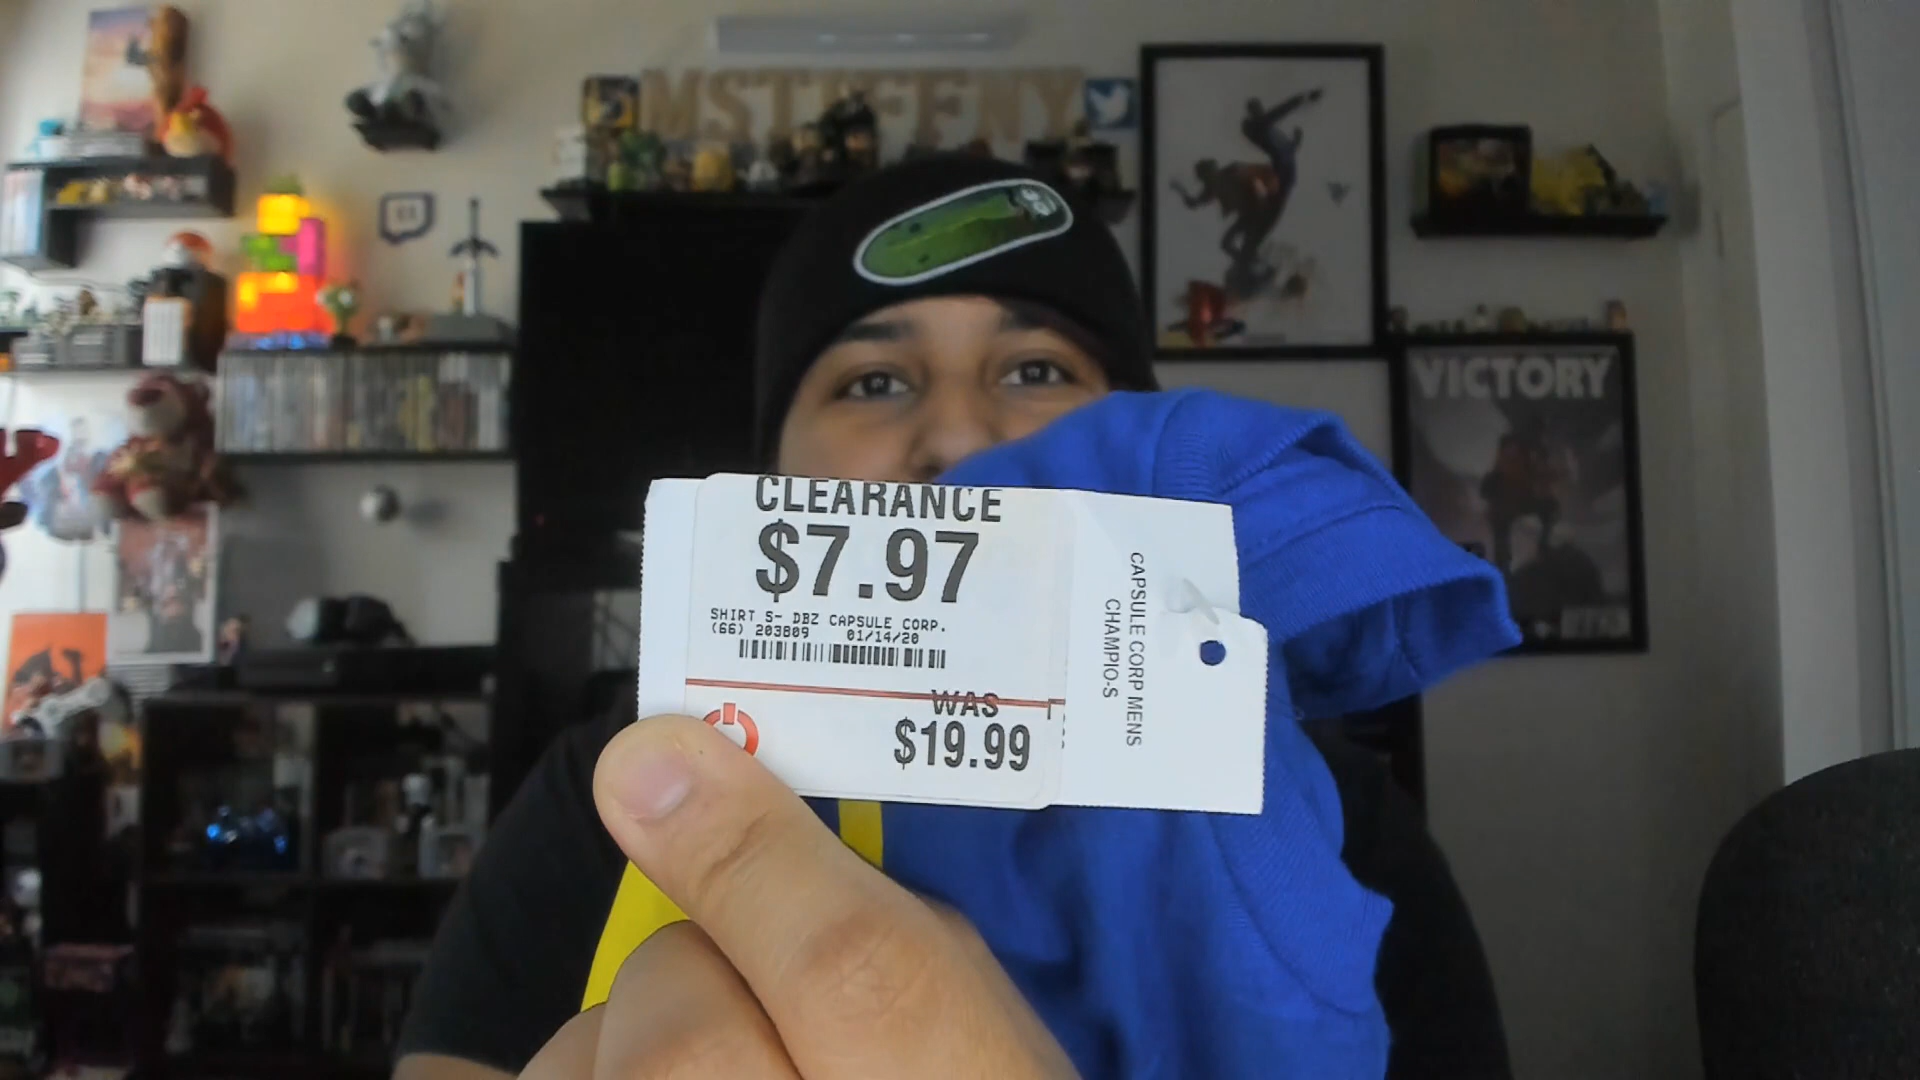 MSTIFFNY
VICTORY
CLEARANCE
$7.97
SHIRT S- DBZ CAPSULE CORP.
(66) 203809 01/14/20
WAS
$19.99
CAPSULE CORP MENS
CHAMPIO-S